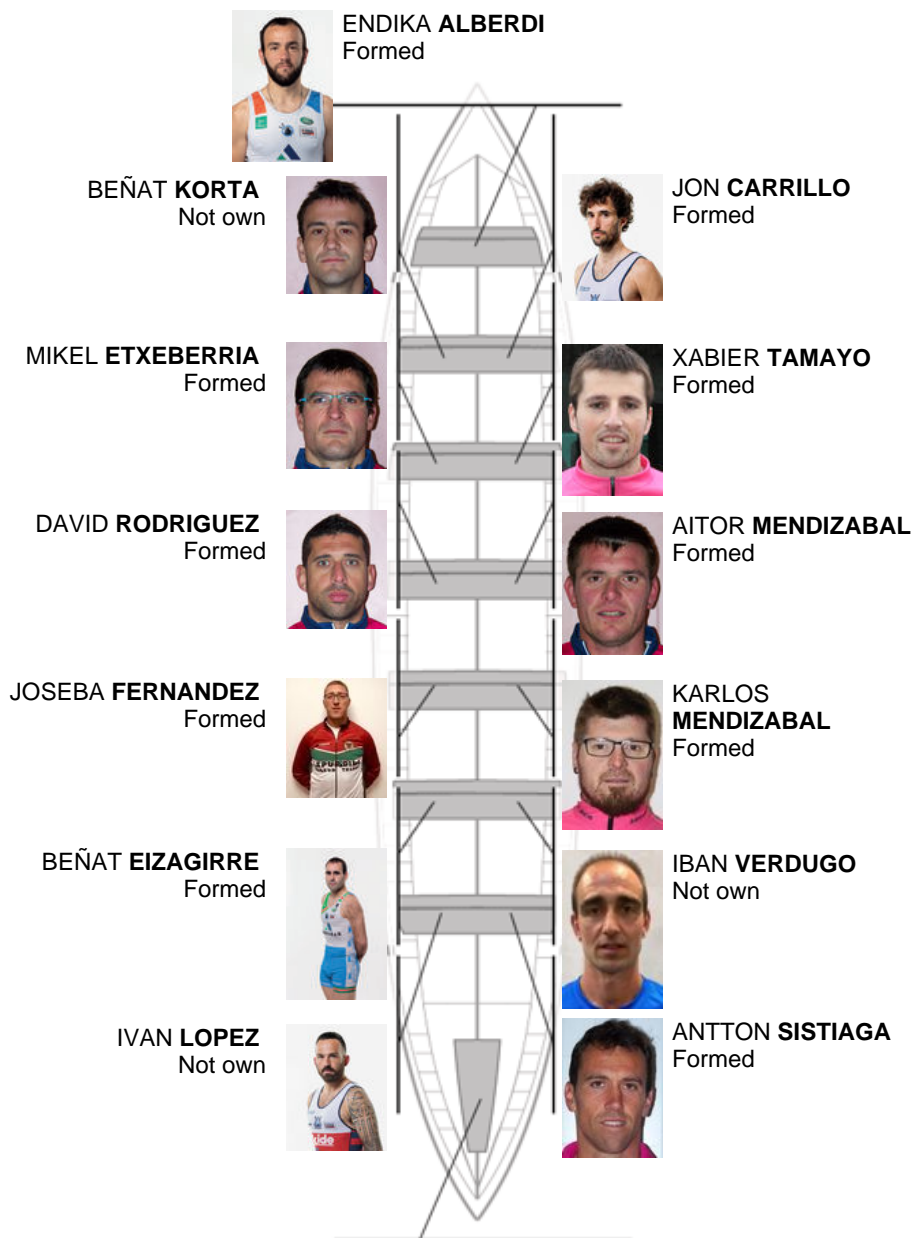 ENDIKA ALBERDI
Formed
BEÑAT KORTA
Not own
JON CARRILLO
Formed
MIKEL ETXEBERRIA
Formed
XABIER TAMAYO
Formed
DAVID RODRIGUEZ
Formed
AITOR MENDIZABAL
Formed
JOSEBA FERNANDEZ
Formed
KARLOS
MENDIZABAL
Formed
BEÑAT EIZAGIRRE
Formed
IBAN VERDUGO
Not own
IVAN LOPEZ
Not own
ANTTON SISTIAGA
Formed